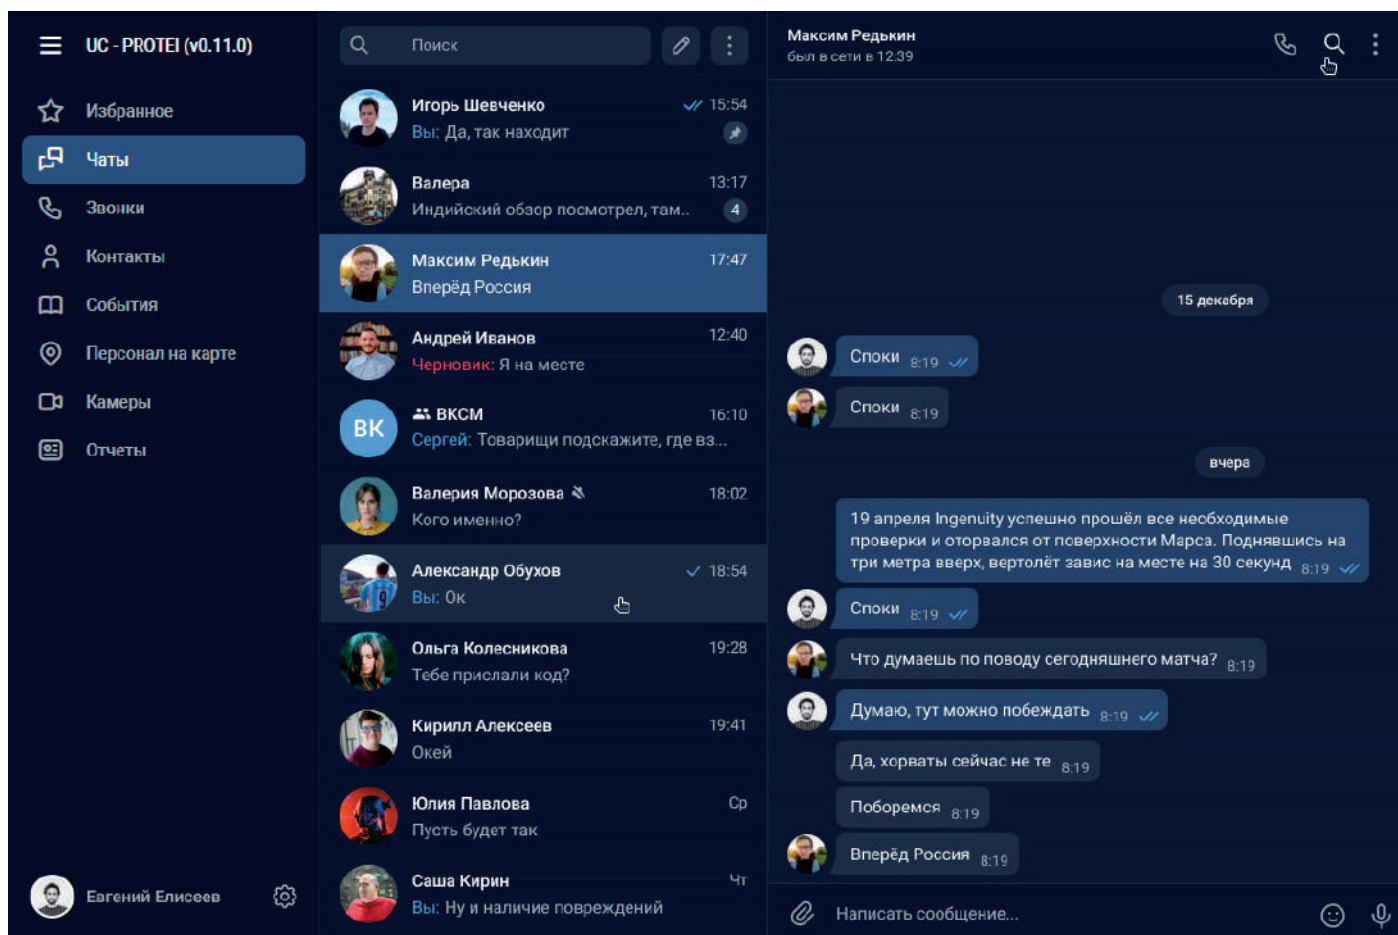 UC - PROTEI (v0.11.0)
Избранное
Чаты
Звонки
Контакты
События
Персонал на карте
Камеры
Отчеты
Евгений Елисеев
Поиск
Игорь Шевченко 15:54
Вы: Да, так находит
Валера 13:17
Индийский обзор посмотрел, там.. 4
Максим Редькин 17:47
Вперёд Россия
Андрей Иванов 12:40
Черновик: Я на месте
ВК
ВКСМ 16:10
Сергей: Товарищи подскажите, где вз...
Валерия Морозова 18:02
Кого именно?
Александр Обухов 18:54
Вы: Ок
9
Ольга Колесникова 19:28
Тебе прислали код?
Кирилл Алексеев 19:41
Окей
Юлия Павлова Ср
Пусть будет так
Саша Кирин Чт
Вы: Ну и наличие повреждений
Максим Редькин
был в сети в 12:39
15 декабря
Споки 8:19
Споки 8:19
вчера
19 апреля Ingenuity успешно прошёл все необходимые
проверки и оторвался от поверхности Марса. Поднявшись на
три метра вверх, вертолёт завис на месте на 30 секунд 8:19
Споки 8:19
Что думаешь по поводу сегодняшнего матча? 8:19
Думаю, тут можно побеждать 8:19
Да, хорваты сейчас не те 8:19
Поборемся 8:19
Вперёд Россия 8:19
Написать сообщение...